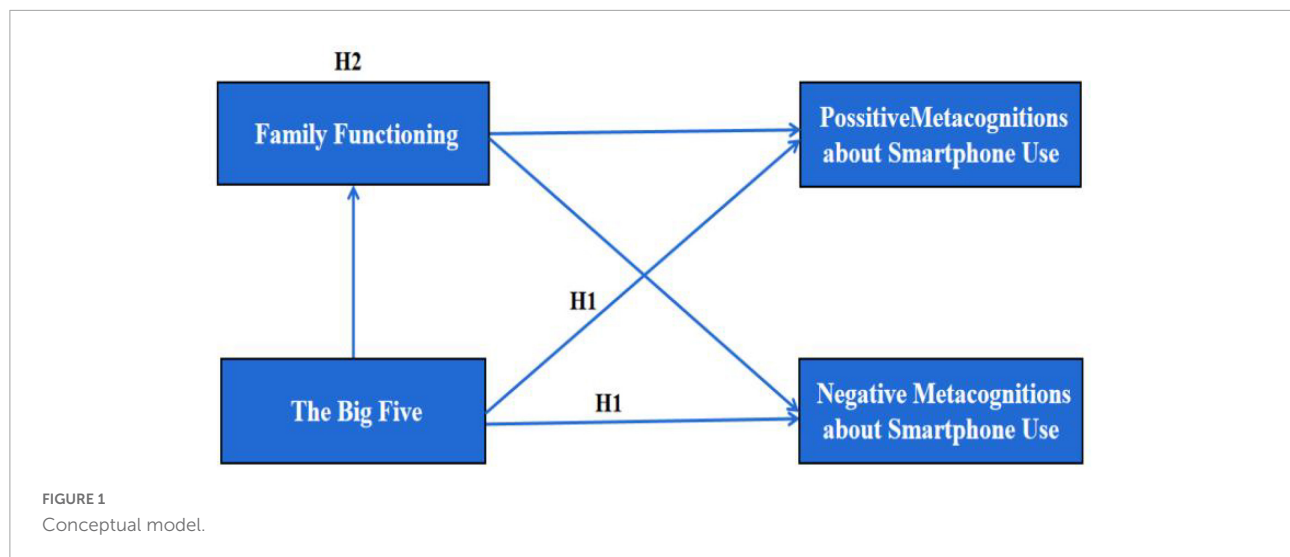 H2
Family Functioning
PossitiveMetacognitions
about Smartphone Use
H1
The Big Five
H1
Negative Metacognitions
about Smartphone Use
FIGURE 1
Conceptual model.